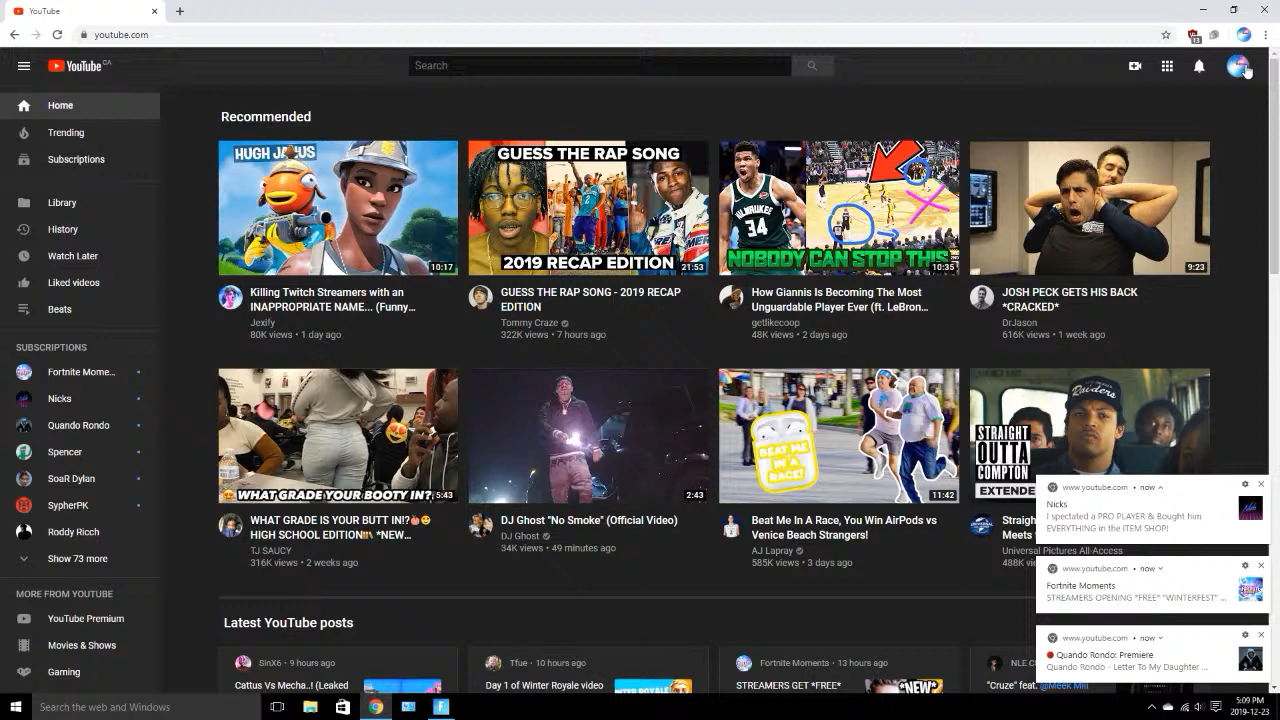 YouTube
youtube.com
13
YouTube CA
Search
Home
Trending
Subscriptions
Library
History
Watch Later
Liked videos
Beats
SUBSCRIPTIONS
Fortnite Mome...
Nicks
Quando Rondo
Spencer
SoaR Dylan
SypherPK
Roddy Ricch
Show 73 more
MORE FROM YOUTUBE
YouTube Premium
Movies & Shows
Gaming
Recommended
HUGH JANUS
10:17
Killing Twitch Streamers with an
INAPPROPRIATE NAME... (Funny...
Jexify
80K views • 1 day ago
GUESS THE RAP SONG
2019 RECAP EDITION
21:53
GUESS THE RAP SONG - 2019 RECAP
EDITION
Tommy Craze
322K views • 7 hours ago
MILWAUKEE
34
NOBODY CAN STOP THIS
10:35
How Giannis Is Becoming The Most
Unguardable Player Ever (ft. LeBron...
getlikecoop
48K views • 2 days ago
9:23
JOSH PECK GETS HIS BACK
*CRACKED*
DrJason
616K views • 1 week ago
WHAT GRADE YOUR BOOTY IN?
5:43
WHAT GRADE IS YOUR BUTT IN!?🍑😍
HIGH SCHOOL EDITION *NEW...
TJ SAUCY
316K views • 2 weeks ago
2:43
DJ Ghost "No Smoke" (Official Video)
DJ Ghost
34K views • 49 minutes ago
BEAT ME
IN A
RACE!
11:42
Beat Me In A Race, You Win AirPods vs
Venice Beach Strangers!
AJ Lapray
585K views • 3 days ago
Raiders
STRAIGHT
OUTTA
COMPTON
EXTENDE
Straigh
Meets
Universal Pictures All-Access
488K vie
Latest YouTube posts
SinX6 • 9 hours ago
Cattus Vs Mecha..! (Leaked
Tfue • 10 hours ago
Day 1 of Winter Royale video
Fortnite Moments • 13 hours ago
STREAMERS GET *FREE*
*NEW*
NLE C
"Cruze" feat. @Meek Mill
www.youtube.com • now
Nicks
I spectated a PRO PLAYER & Bought him
EVERYTHING in the ITEM SHOP!
www.youtube.com • now
Fortnite Moments
STREAMERS OPENING *FREE* "WINTERFEST" ...
www.youtube.com • now
Quando Rondo: Premiere
Quando Rondo - Letter To My Daughter ...
Search the web and Windows
5:09 PM
2019-12-23